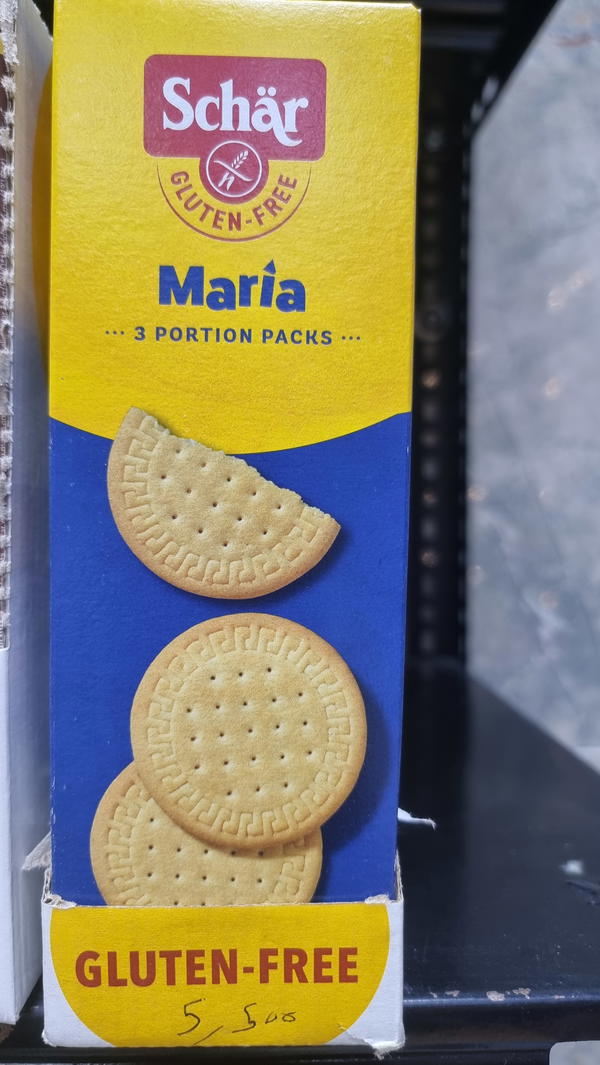 Schär
GLUTEN-FREE
Maria
··· 3 PORTION PACKS ···
GLUTEN-FREE
5,500